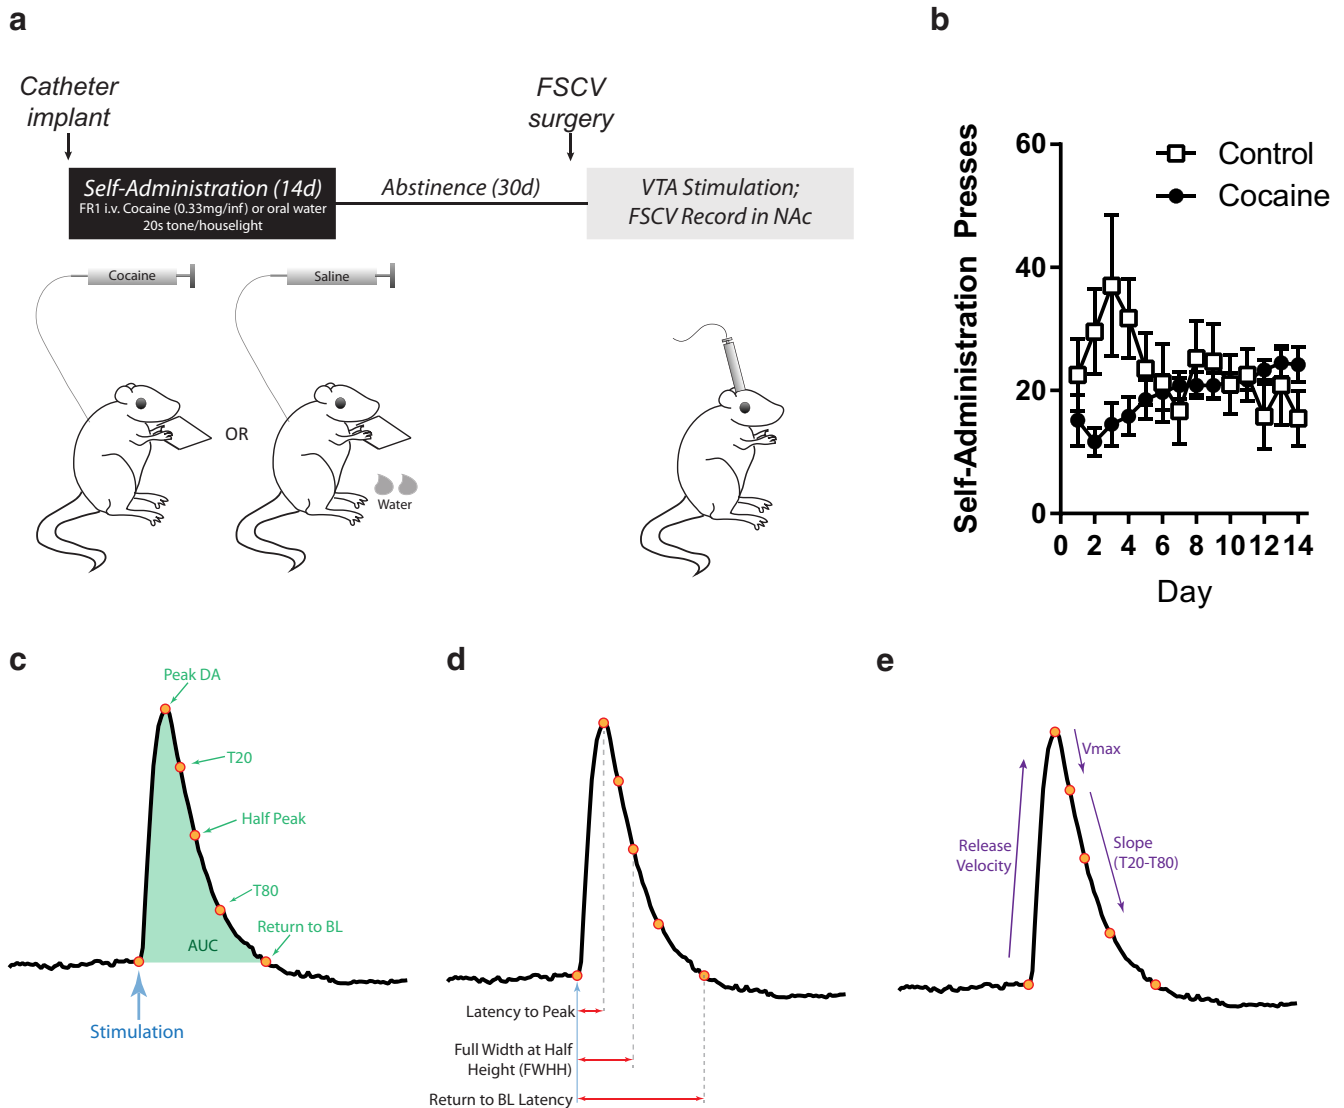 a
Catheter
implant
FSCV
surgery
Self-Administration (14d)
FR1 i.v. Cocaine (0.33mg/inf) or oral water
20s tone/houselight
Abstinence (30d)
VTA Stimulation;
FSCV Record in NAc
Cocaine
Saline
OR
Water
b
Self-Administration Presses
60
40
20
0
Control
Cocaine
0 2 4 6 8 10 12 14
Day
c
Peak DA
T20
Half Peak
T80
Return to BL
AUC
Stimulation
d
Latency to Peak
Full Width at Half
Height (FWHH)
Return to BL Latency
e
Vmax
Release
Velocity
Slope
(T20-T80)